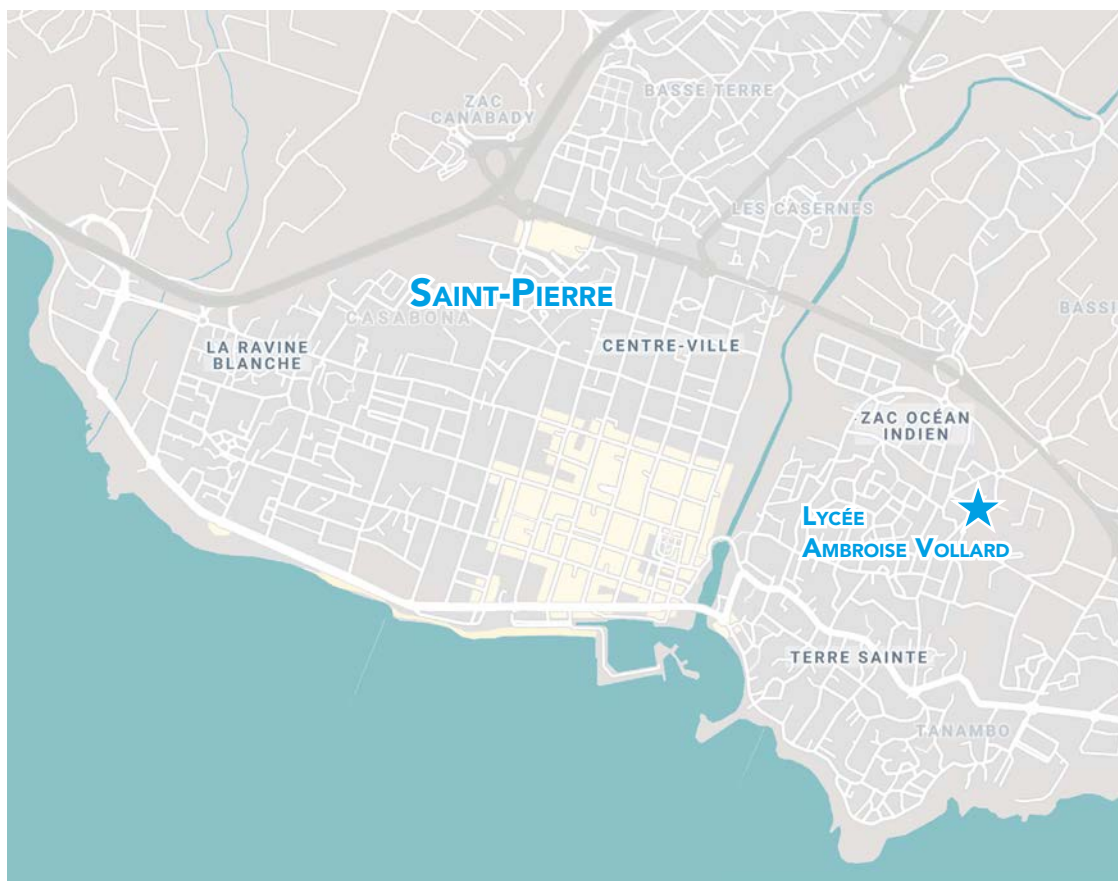 BASSE TERRE
ZAC
CANABADY
LES CASERNES
SAINT-PIERRE
CASABONA
BASSI
LA RAVINE
BLANCHE
CENTRE-VILLE
ZAC OCÉAN
INDIEN
LYCÉE
AMBROISE VOLLARD
TERRE SAINTE
TANAMBO